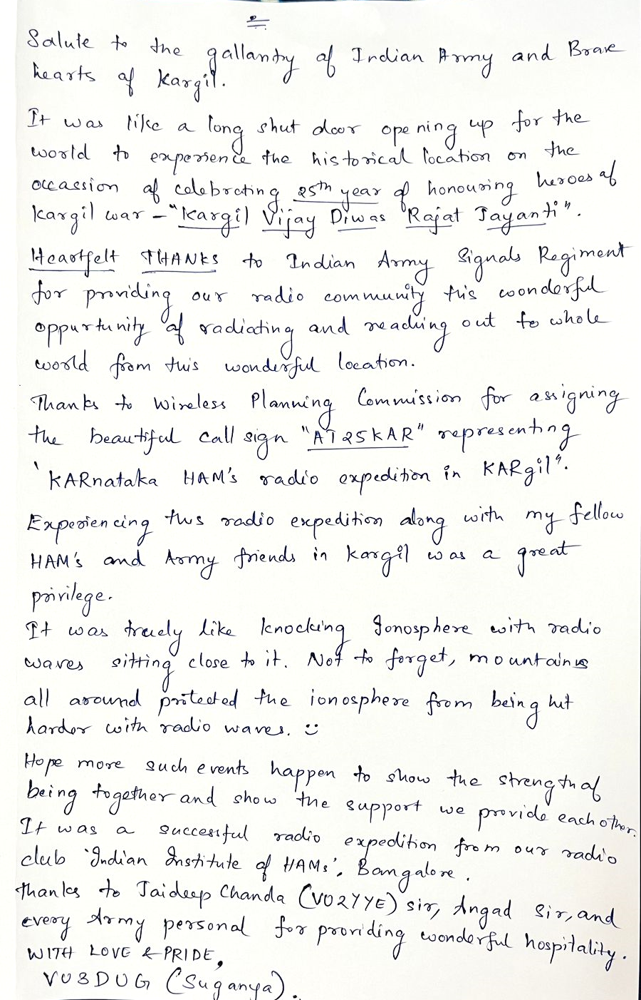 Salute to the gallantry of Indian Army and Brave
hearts of Kargil.
It was like a long shut door opening up for the
world to experience the historical location on the
occassion of celebrating 25th year of honouring heroes of
Kargil war - "Kargil Vijay Diwas Rajat Jayanti".
Heartfelt THANKS to Indian Army Signals Regiment
for providing our radio community this wonderful
oppurtunity of radiating and reaching out to whole
world from this wonderful location.
Thanks to Wireless Planning Commission for assigning
the beautiful call sign "AT25KAR" representing
'KARnataka HAM's radio expedition in KARgil".
Experiencing this radio expedition along with my fellow
HAM's and Army friends in Kargil was a great
privilege.
It was truely like knocking Ionosphere with radio
waves sitting close to it. Not to forget, mountains
all around protected the ionosphere from being hit
harder with radio waves. :)
Hope more such events happen to show the strength of
being together and show the support we provide each other.
It was a successful radio expedition from our radio
club 'Indian Institute of HAMs', Bangalore.
Thanks to Jaideep Chanda (VU2YYE) sir, Angad Sir, and
every Army personal for providing wonderful hospitality.
WITH LOVE & PRIDE,
VU3DUG (Suganya).